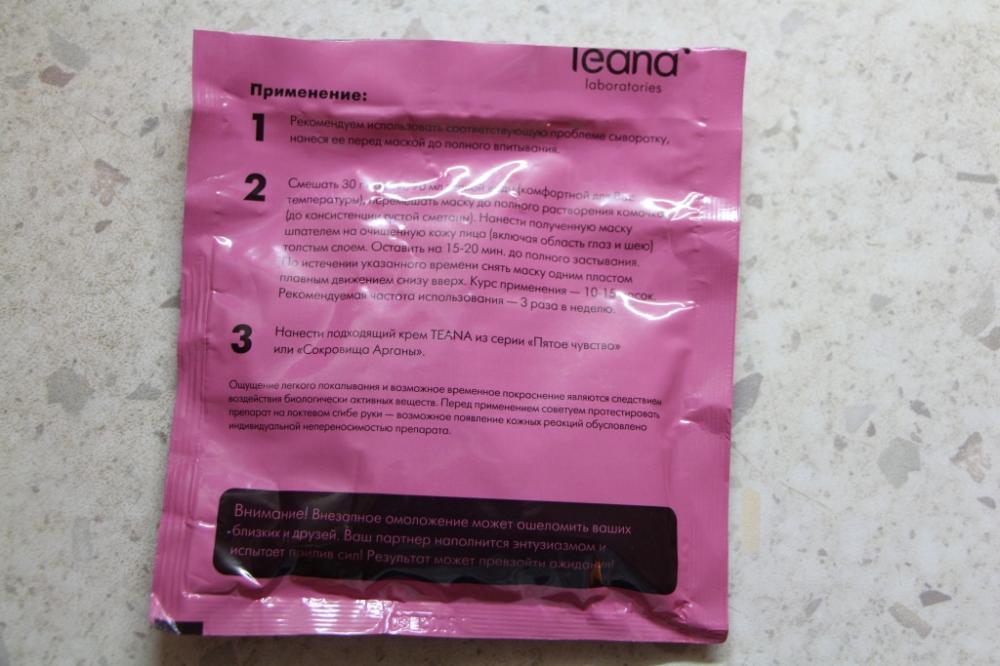 Teana
laboratories
Применение:
1
Рекомендуем использовать соответствующую проблеме сыворотку,
нанеся ее перед маской до полного впитывания.
2
Смешать 30 мл (комфортной для Вас
температуры), перемешать маску до полного растворения комочков
(до консистенции густой сметаны). Нанести полученную маску
шпателем на очищенную кожу лица (включая область глаз и шею)
толстым слоем. Оставить на 15-20 мин. до полного застывания.
По истечении указанного времени снять маску одним пластом
плавным движением снизу вверх. Курс применения — 10-15 масок.
Рекомендуемая частота использования — 3 раза в неделю.
3
Нанести подходящий крем TEANA из серии «Пятое чувство»
или «Сокровища Арганы».
Ощущение легкого покалывания и возможное временное покраснение являются следствием
воздействия биологически активных веществ. Перед применением советуем протестировать
препарат на локтевом сгибе руки — возможное появление кожных реакций обусловлено
индивидуальной непереносимостью препарата.
Внимание! Внезапное омоложение может ошеломить ваших
близких и друзей. Ваш партнер наполнится энтузиазмом и
испытает прилив сил! Результат может превзойти ожидания!